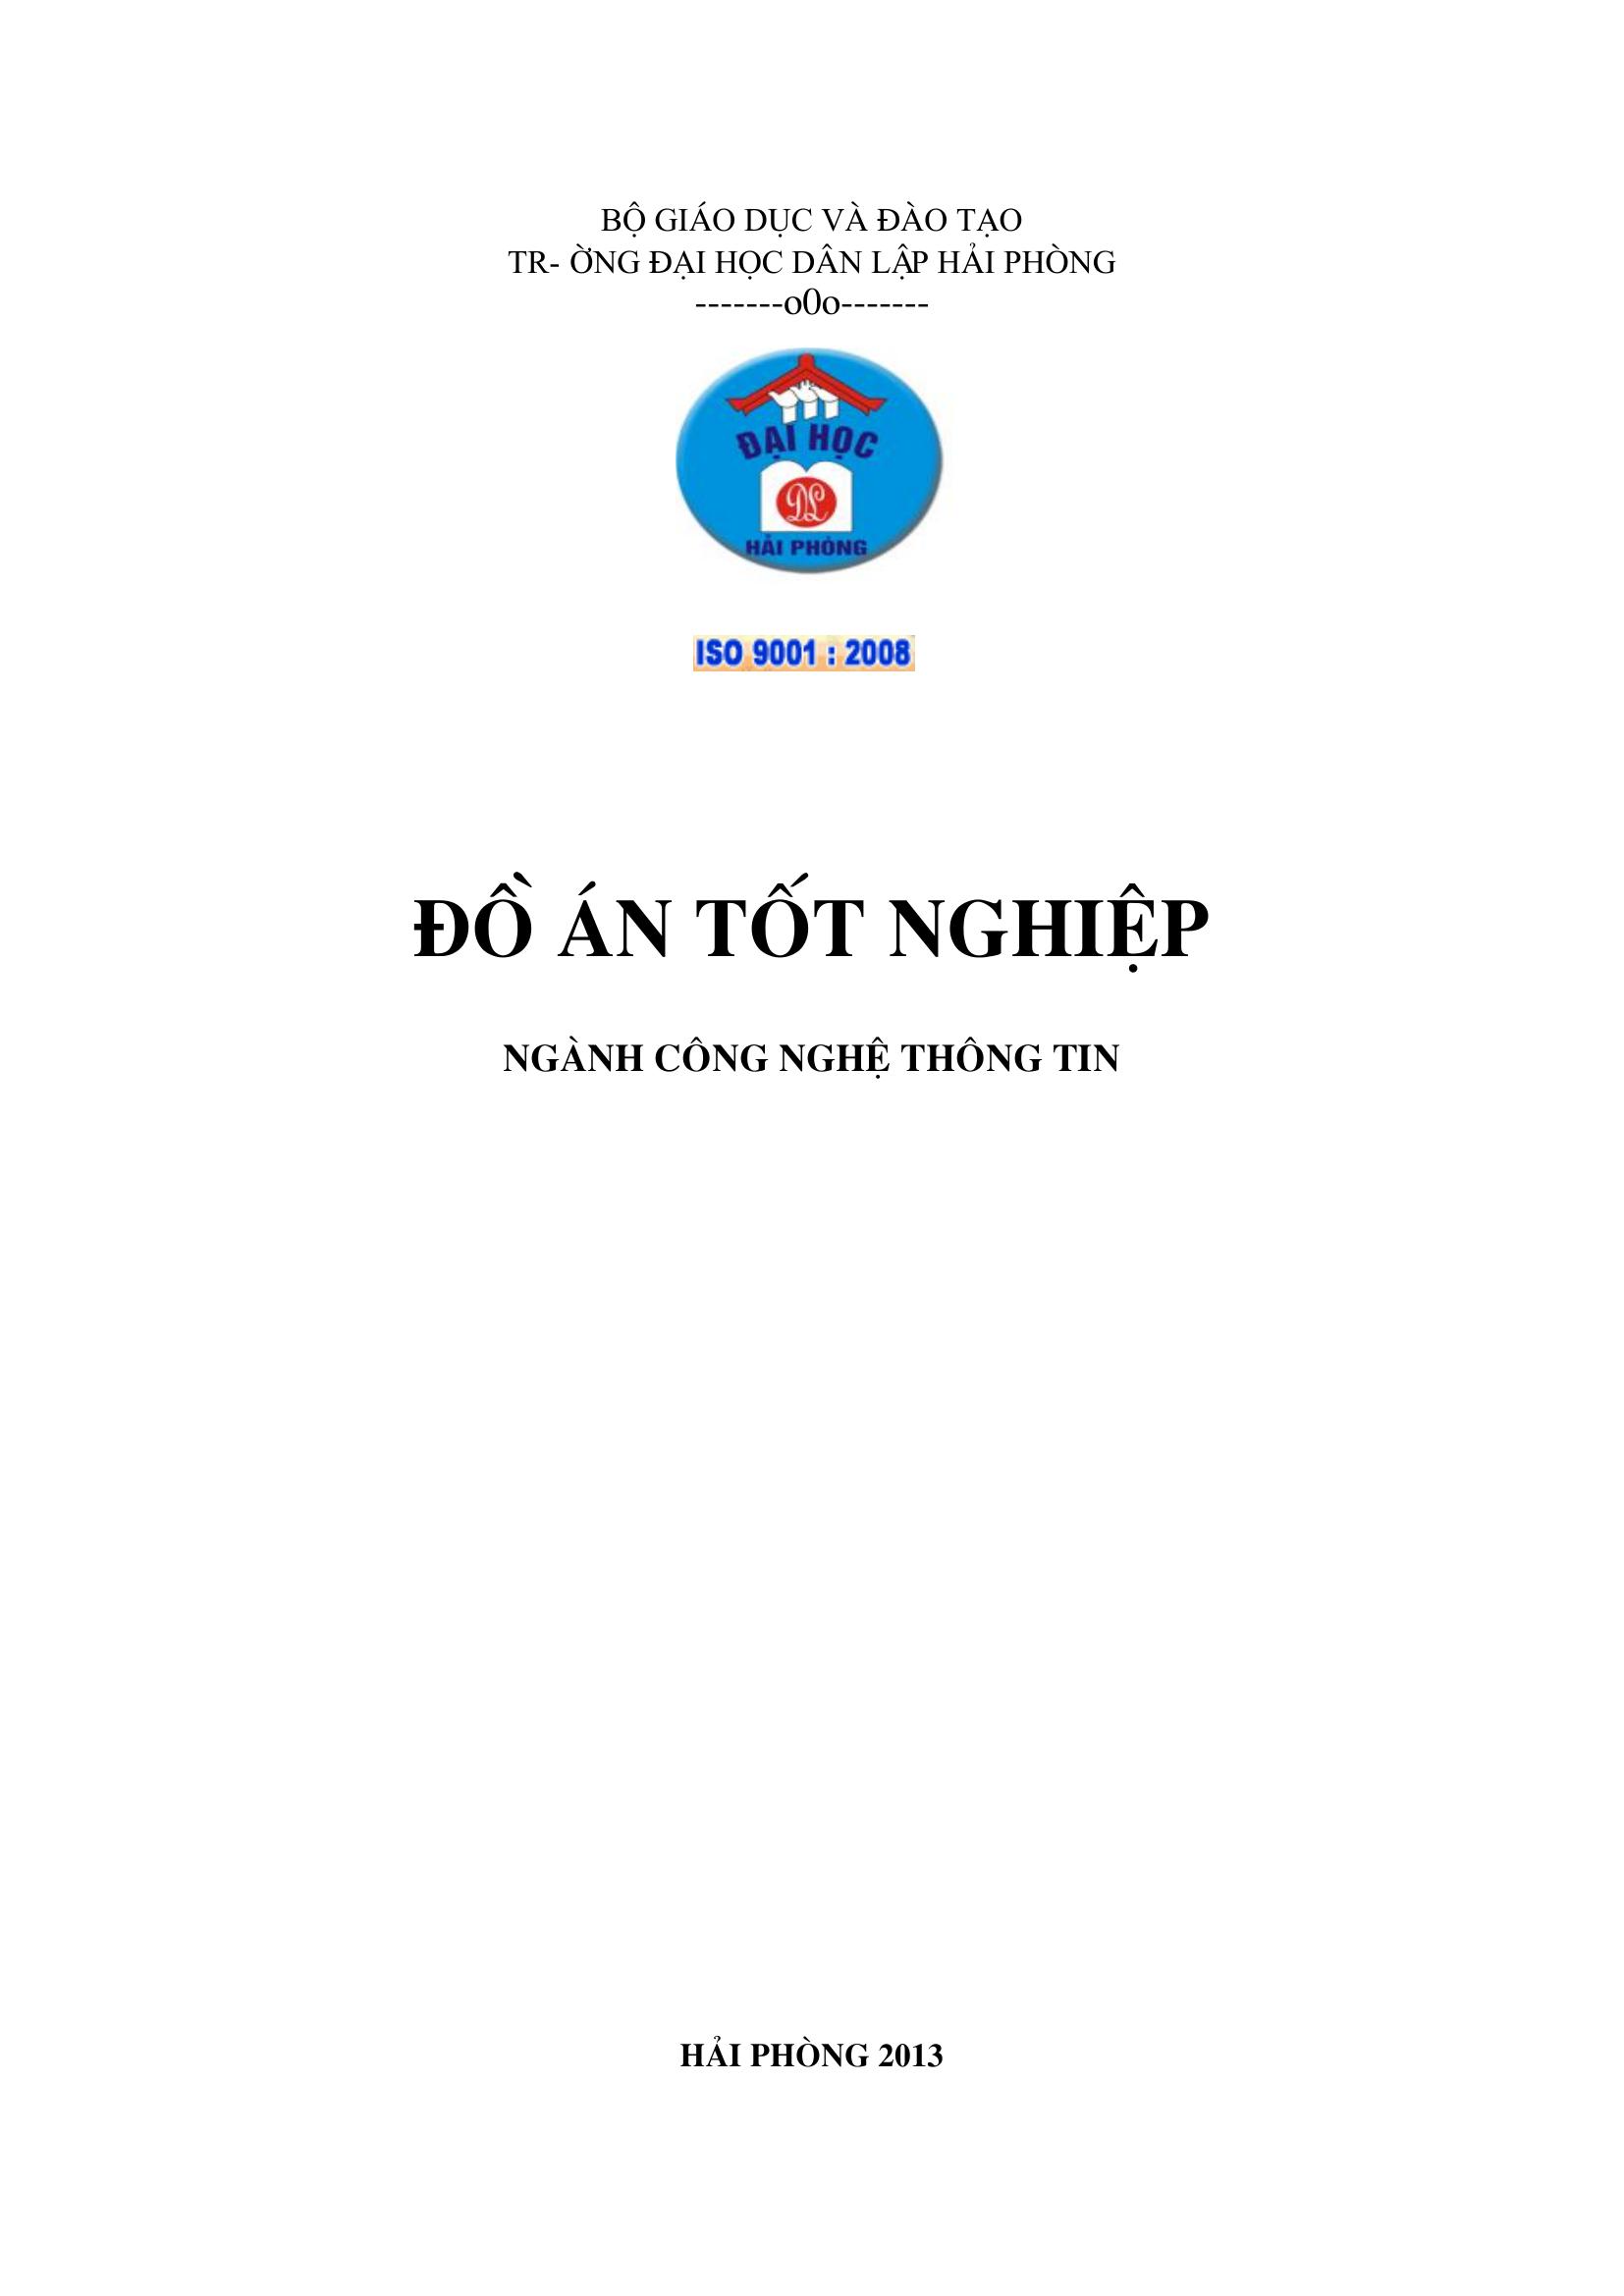 BỘ GIÁO DỤC VÀ ĐÀO TẠO
TR- ỜNG ĐẠI HỌC DÂN LẬP HẢI PHÒNG
-------o0o-------
ĐẠI HỌC
DL
HẢI PHÒNG
ISO 9001 : 2008
ĐỒ ÁN TỐT NGHIỆP
NGÀNH CÔNG NGHỆ THÔNG TIN
HẢI PHÒNG 2013